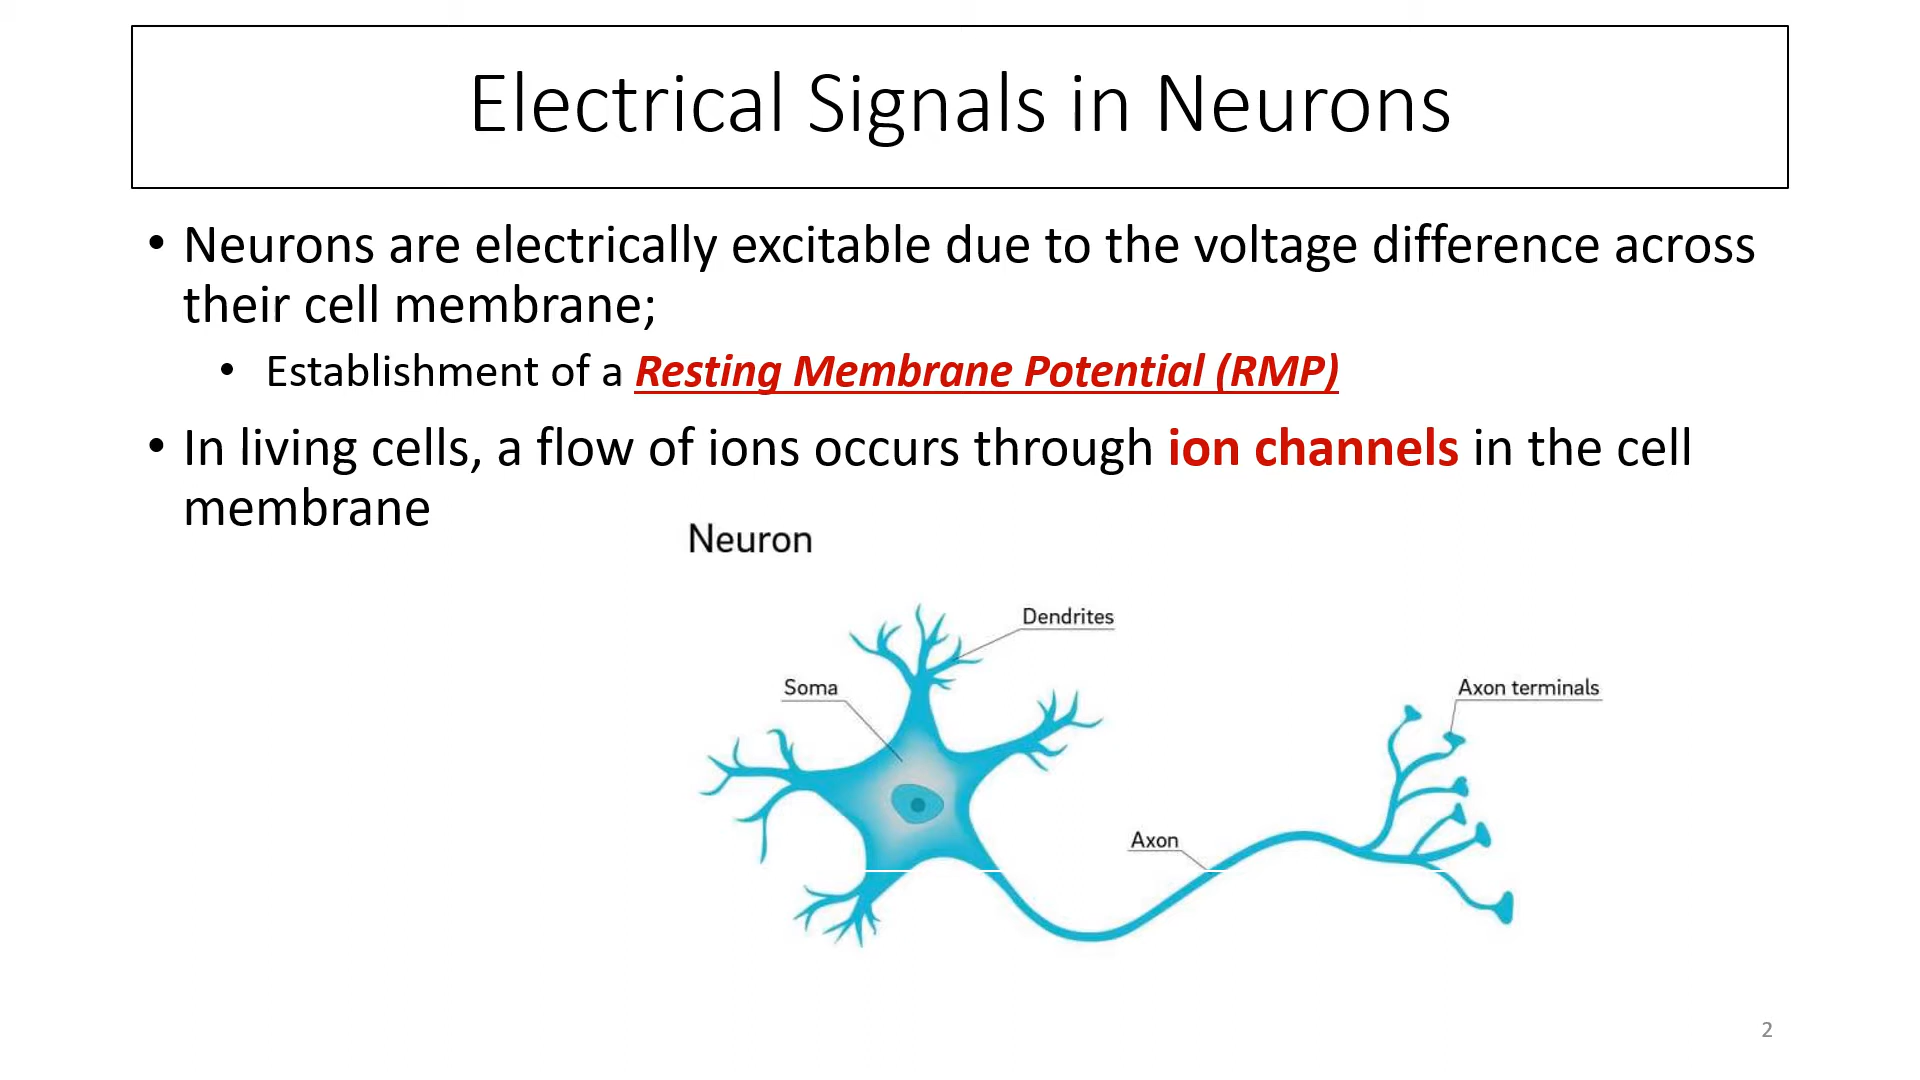 Electrical Signals in Neurons
• Neurons are electrically excitable due to the voltage difference across
their cell membrane;
• Establishment of a Resting Membrane Potential (RMP)
• In living cells, a flow of ions occurs through ion channels in the cell
membrane
Neuron
Dendrites
Soma
Axon terminals
Axon
2